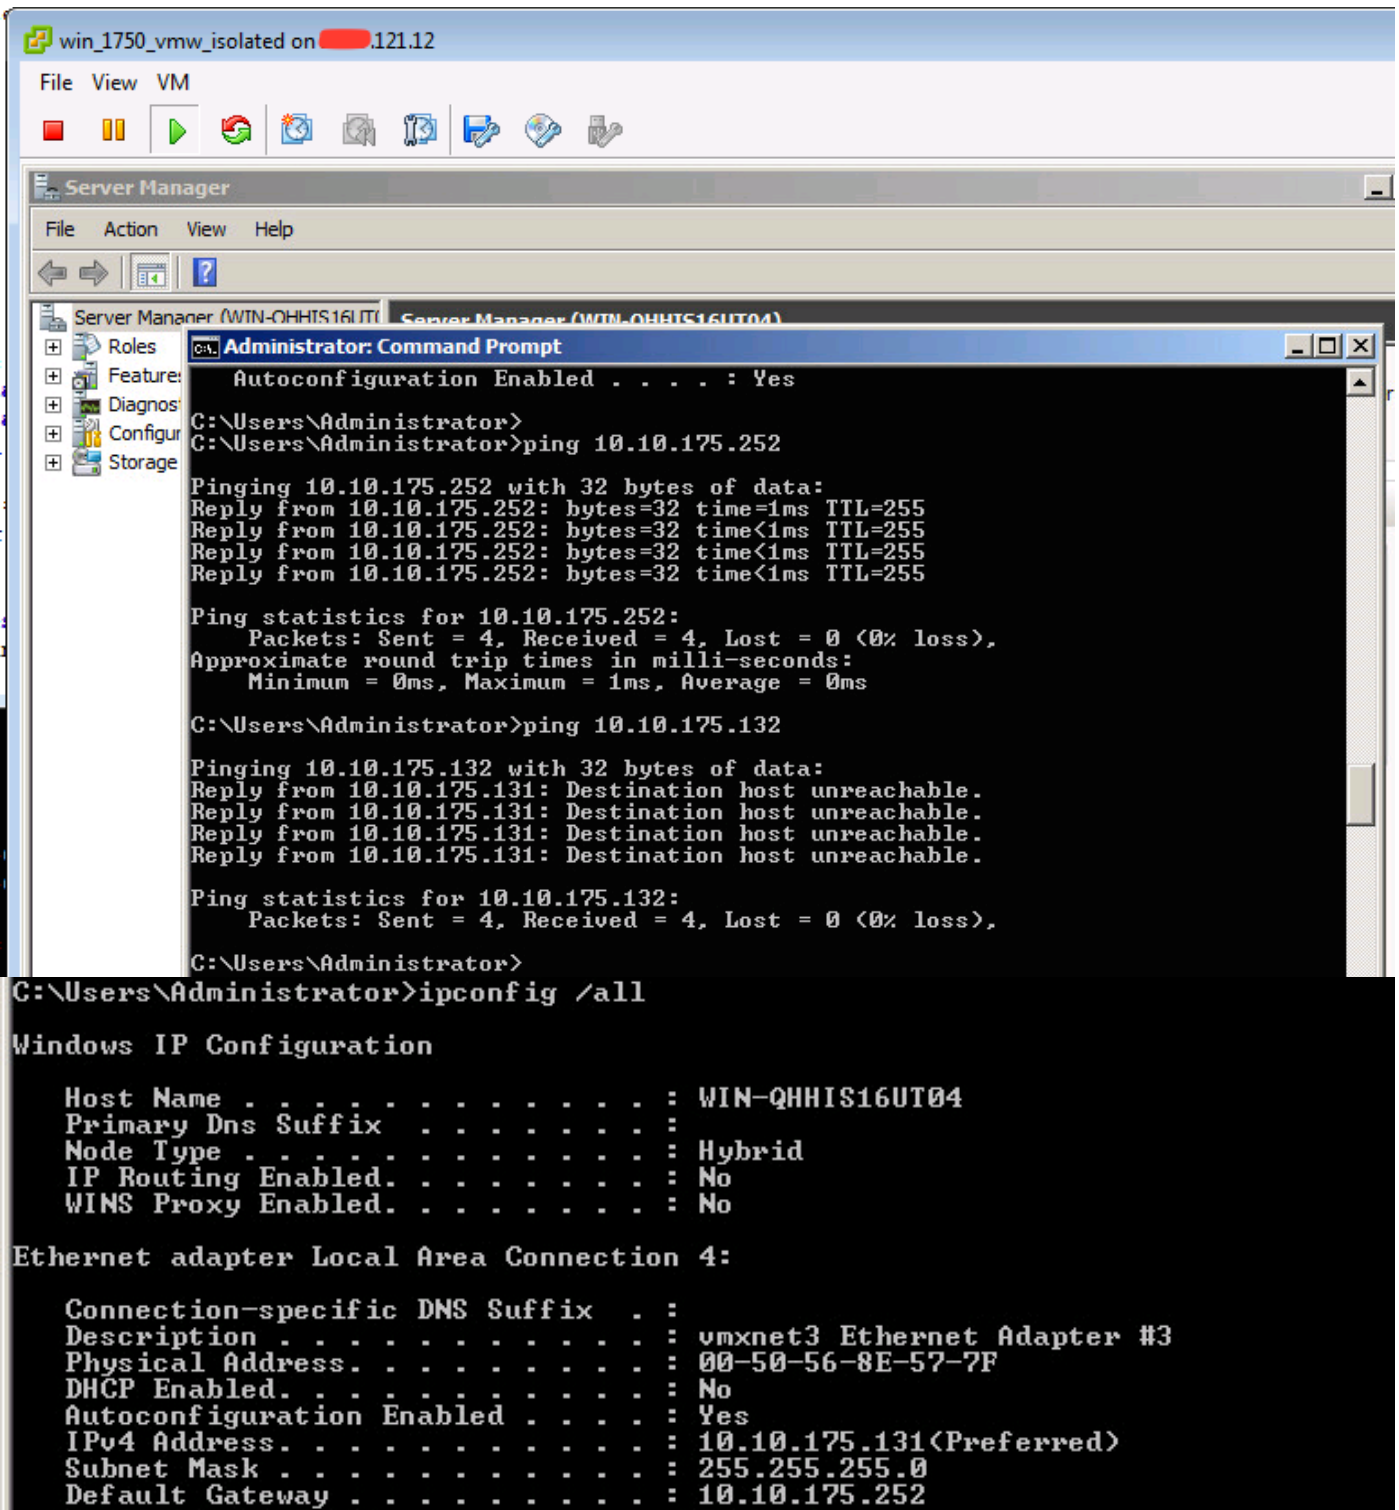 win_1750_vmw_isolated on .121.12
File View VM
Server Manager
File Action View Help
Server Manager (WIN-QHHIS16UT0
Server Manager (WIN-QHHIS16UT04)
Roles
Features
Diagnos
Configur
Storage
Administrator: Command Prompt
Autoconfiguration Enabled . . . . : Yes
C:\Users\Administrator>
C:\Users\Administrator>ping 10.10.175.252
Pinging 10.10.175.252 with 32 bytes of data:
Reply from 10.10.175.252: bytes=32 time=1ms TTL=255
Reply from 10.10.175.252: bytes=32 time<1ms TTL=255
Reply from 10.10.175.252: bytes=32 time<1ms TTL=255
Reply from 10.10.175.252: bytes=32 time<1ms TTL=255
Ping statistics for 10.10.175.252:
Packets: Sent = 4, Received = 4, Lost = 0 (0% loss),
Approximate round trip times in milli-seconds:
Minimum = 0ms, Maximum = 1ms, Average = 0ms
C:\Users\Administrator>ping 10.10.175.132
Pinging 10.10.175.132 with 32 bytes of data:
Reply from 10.10.175.131: Destination host unreachable.
Reply from 10.10.175.131: Destination host unreachable.
Reply from 10.10.175.131: Destination host unreachable.
Reply from 10.10.175.131: Destination host unreachable.
Ping statistics for 10.10.175.132:
Packets: Sent = 4, Received = 4, Lost = 0 (0% loss),
C:\Users\Administrator>
C:\Users\Administrator>ipconfig /all
Windows IP Configuration
Host Name . . . . . . . . . . . . : WIN-QHHIS16UT04
Primary Dns Suffix . . . . . . . :
Node Type . . . . . . . . . . . . : Hybrid
IP Routing Enabled. . . . . . . . : No
WINS Proxy Enabled. . . . . . . . : No
Ethernet adapter Local Area Connection 4:
Connection-specific DNS Suffix . :
Description . . . . . . . . . . . : vmxnet3 Ethernet Adapter #3
Physical Address. . . . . . . . . : 00-50-56-8E-57-7F
DHCP Enabled. . . . . . . . . . . : No
Autoconfiguration Enabled . . . . : Yes
IPv4 Address. . . . . . . . . . . : 10.10.175.131(Preferred)
Subnet Mask . . . . . . . . . . . : 255.255.255.0
Default Gateway . . . . . . . . . : 10.10.175.252